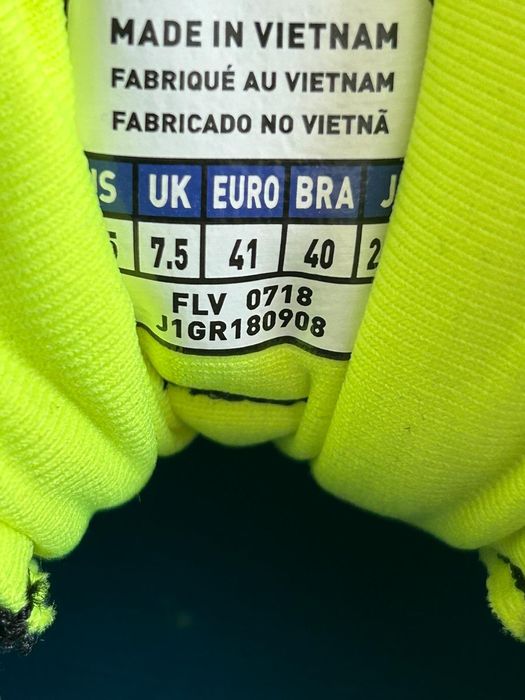 MADE IN VIETNAM
FABRIQUÉ AU VIETNAM
FABRICADO NO VIETNÃ
UK EURO BRA
7.5 41 40
FLV 0718
J1GR180908